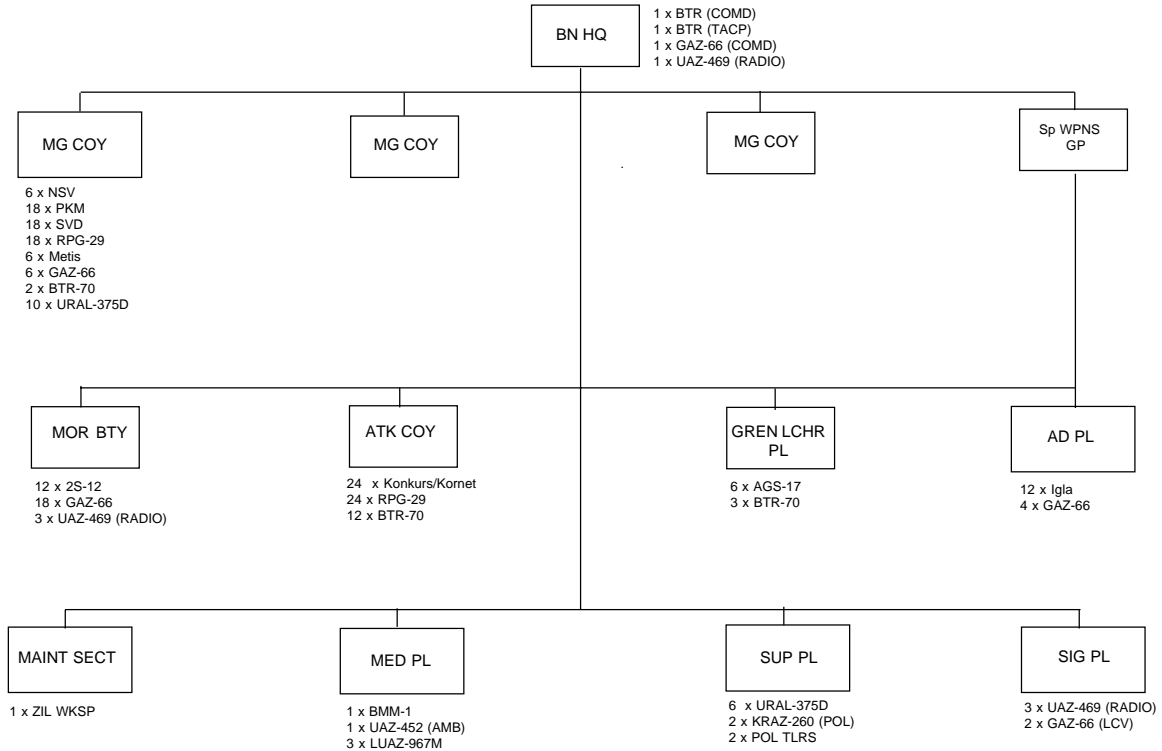 BN HQ
1 x BTR (COMD)
1 x BTR (TACP)
1 x GAZ-66 (COMD)
1 x UAZ-469 (RADIO)
MG COY
6 x NSV
18 x PKM
18 x SVD
18 x RPG-29
6 x Metis
6 x GAZ-66
2 x BTR-70
10 x URAL-375D
MG COY
MG COY
Sp WPNS
GP
MOR BTY
12 x 2S-12
18 x GAZ-66
3 x UAZ-469 (RADIO)
ATK COY
24 x Konkurs/Kornet
24 x RPG-29
12 x BTR-70
GREN LCHR
PL
6 x AGS-17
3 x BTR-70
AD PL
12 x Igla
4 x GAZ-66
MAINT SECT
1 x ZIL WKSP
MED PL
1 x BMM-1
1 x UAZ-452 (AMB)
3 x LUAZ-967M
SUP PL
6 x URAL-375D
2 x KRAZ-260 (POL)
2 x POL TLRS
SIG PL
3 x UAZ-469 (RADIO)
2 x GAZ-66 (LCV)